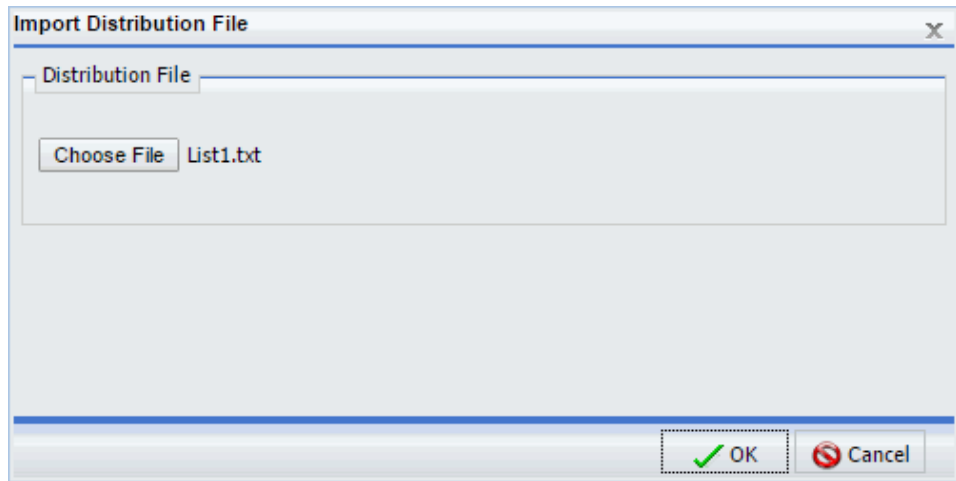 Import Distribution File x
Distribution File
Choose File List1.txt
OK Cancel